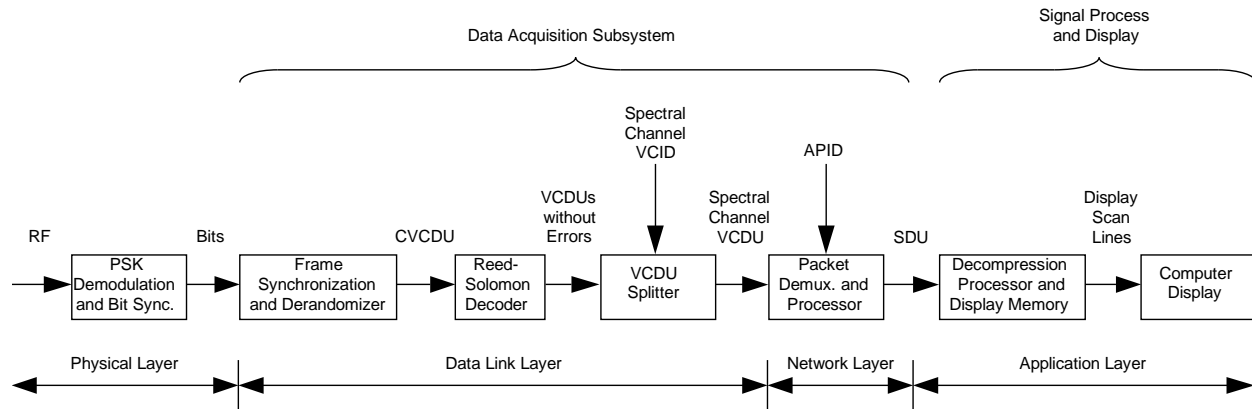 Data Acquisition Subsystem
Signal Process
and Display
Spectral
Channel
VCID
APID
RF
Bits
CVCDU
VCDUs
without
Errors
Spectral
Channel
VCDU
SDU
Display
Scan
Lines
PSK
Demodulation
and Bit Sync.
Frame
Synchronization
and Derandomizer
Reed-
Solomon
Decoder
VCDU
Splitter
Packet
Demux. and
Processor
Decompression
Processor and
Display Memory
Computer
Display
Physical Layer
Data Link Layer
Network Layer
Application Layer